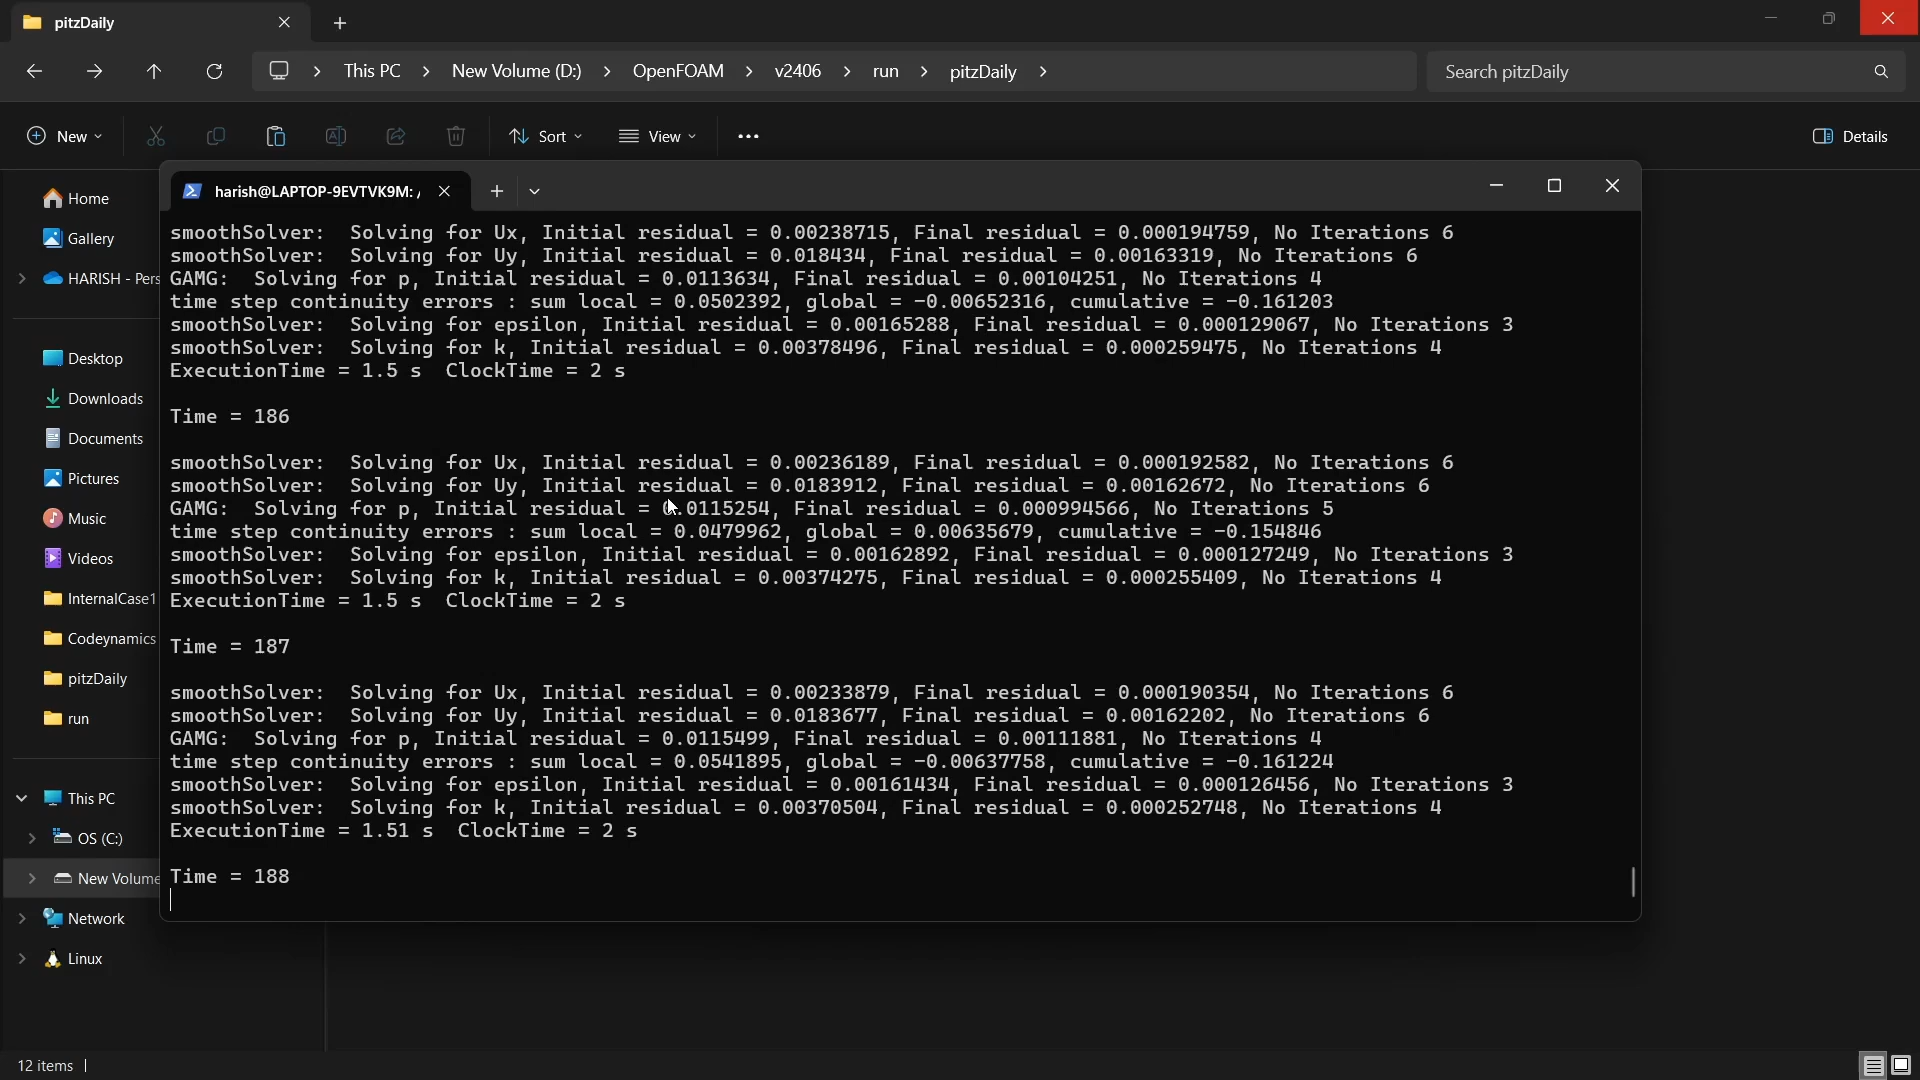 pitzDaily
This PC New Volume (D:) OpenFOAM v2406 run pitzDaily
Search pitzDaily
New
Sort
View
Details
Home
Gallery
HARISH - Pers
Desktop
Downloads
Documents
Pictures
Music
Videos
InternalCase1
Codeynamics
pitzDaily
run
This PC
OS (C:)
New Volume
Network
Linux
harish@LAPTOP-9EVTVK9M: /
smoothSolver:  Solving for Ux, Initial residual = 0.00238715, Final residual = 0.000194759, No Iterations 6
smoothSolver:  Solving for Uy, Initial residual = 0.018434, Final residual = 0.00163319, No Iterations 6
GAMG:  Solving for p, Initial residual = 0.0113634, Final residual = 0.00104251, No Iterations 4
time step continuity errors : sum local = 0.0502392, global = -0.00652316, cumulative = -0.161203
smoothSolver:  Solving for epsilon, Initial residual = 0.00165288, Final residual = 0.000129067, No Iterations 3
smoothSolver:  Solving for k, Initial residual = 0.00378496, Final residual = 0.000259475, No Iterations 4
ExecutionTime = 1.5 s  ClockTime = 2 s
Time = 186
smoothSolver:  Solving for Ux, Initial residual = 0.00236189, Final residual = 0.000192582, No Iterations 6
smoothSolver:  Solving for Uy, Initial residual = 0.0183912, Final residual = 0.00162672, No Iterations 6
GAMG:  Solving for p, Initial residual = 0.0115254, Final residual = 0.000994566, No Iterations 5
time step continuity errors : sum local = 0.0479962, global = 0.00635679, cumulative = -0.154846
smoothSolver:  Solving for epsilon, Initial residual = 0.00162892, Final residual = 0.000127249, No Iterations 3
smoothSolver:  Solving for k, Initial residual = 0.00374275, Final residual = 0.000255409, No Iterations 4
ExecutionTime = 1.5 s  ClockTime = 2 s
Time = 187
smoothSolver:  Solving for Ux, Initial residual = 0.00233879, Final residual = 0.000190354, No Iterations 6
smoothSolver:  Solving for Uy, Initial residual = 0.0183677, Final residual = 0.00162202, No Iterations 6
GAMG:  Solving for p, Initial residual = 0.0115499, Final residual = 0.00111881, No Iterations 4
time step continuity errors : sum local = 0.0541895, global = -0.00637758, cumulative = -0.161224
smoothSolver:  Solving for epsilon, Initial residual = 0.00161434, Final residual = 0.000126456, No Iterations 3
smoothSolver:  Solving for k, Initial residual = 0.00370504, Final residual = 0.000252748, No Iterations 4
ExecutionTime = 1.51 s  ClockTime = 2 s
Time = 188
12 items